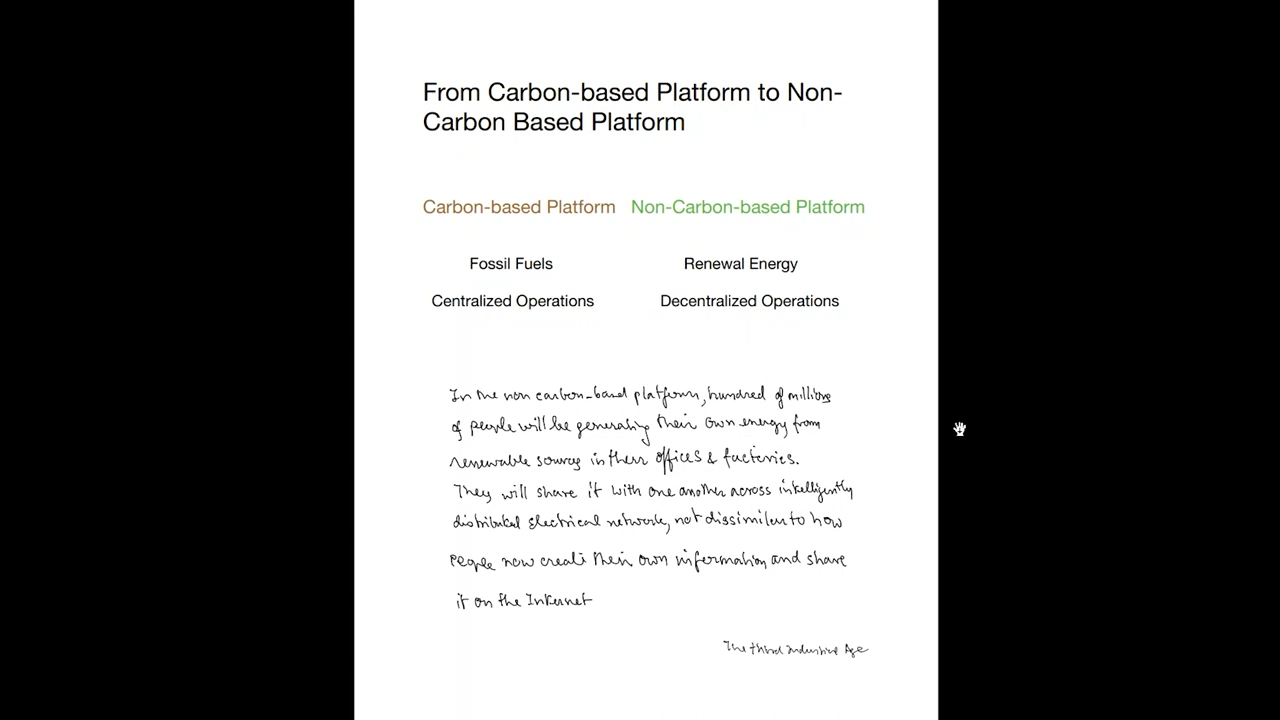 From Carbon-based Platform to Non-
Carbon Based Platform
Carbon-based Platform Non-Carbon-based Platform
Fossil Fuels Renewal Energy
Centralized Operations Decentralized Operations
In the non carbon-based platform, hundred of millions
of people will be generating their own energy from
renewable sources in their offices & factories.
They will share it with one another across intelligently
distributed electrical networks, not dissimilar to how
people now create their own information and share
it on the Internet
The third industrial Age